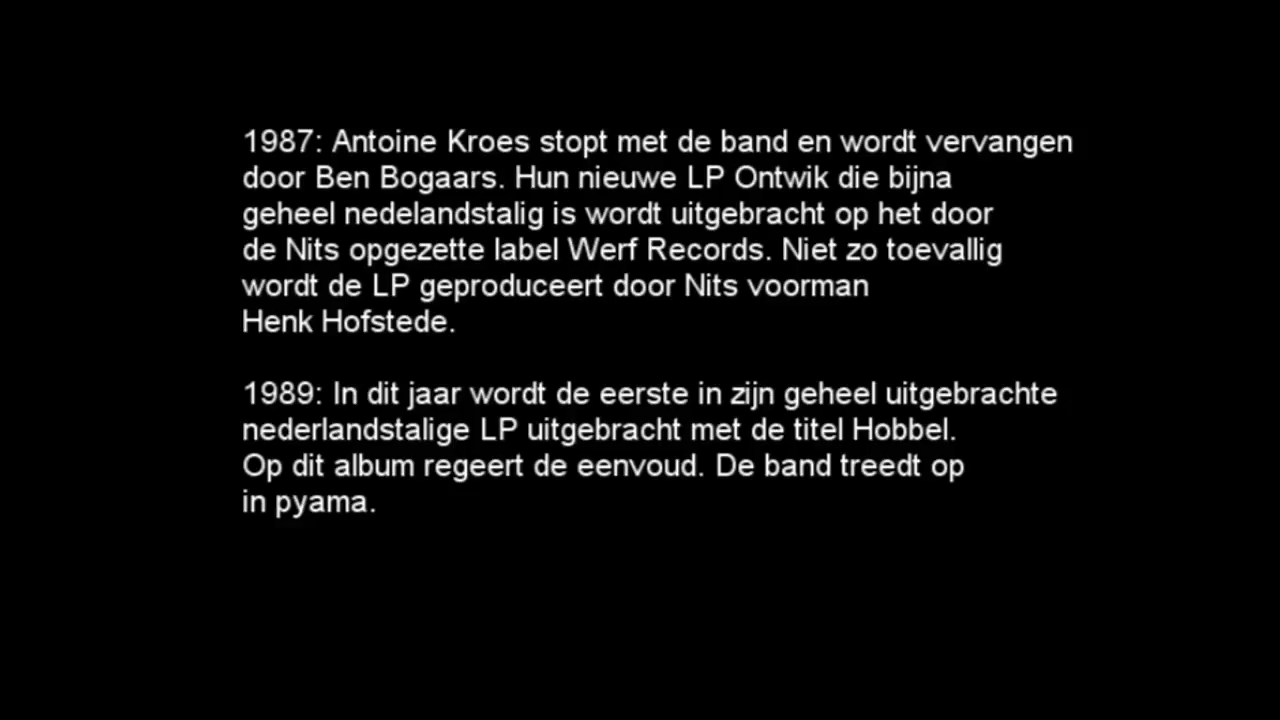 1987: Antoine Kroes stopt met de band en wordt vervangen
door Ben Bogaars. Hun nieuwe LP Ontwik die bijna
geheel nedelandstalig is wordt uitgebracht op het door
de Nits opgezette label Werf Records. Niet zo toevallig
wordt de LP geproduceert door Nits voorman
Henk Hofstede.
1989: In dit jaar wordt de eerste in zijn geheel uitgebrachte
nederlandstalige LP uitgebracht met de titel Hobbel.
Op dit album regeert de eenvoud. De band treedt op
in pyama.